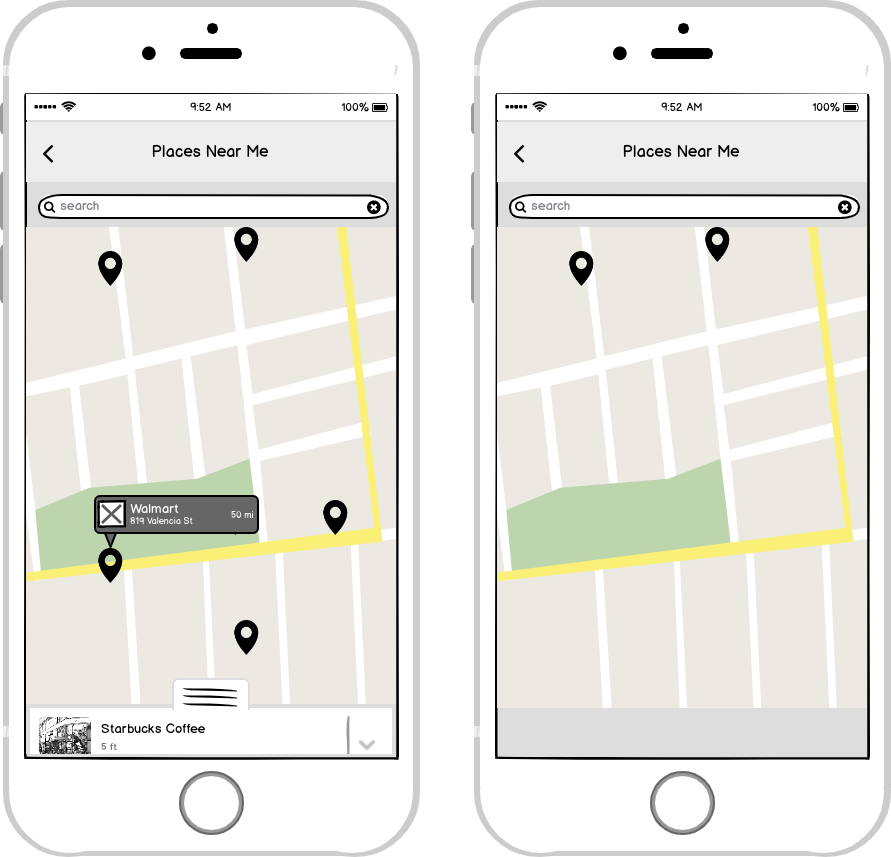 9:52 AM
100%
Places Near Me
search
Walmart
819 Valencia St
50 mi
Starbucks Coffee
5 ft
9:52 AM
100%
Places Near Me
search